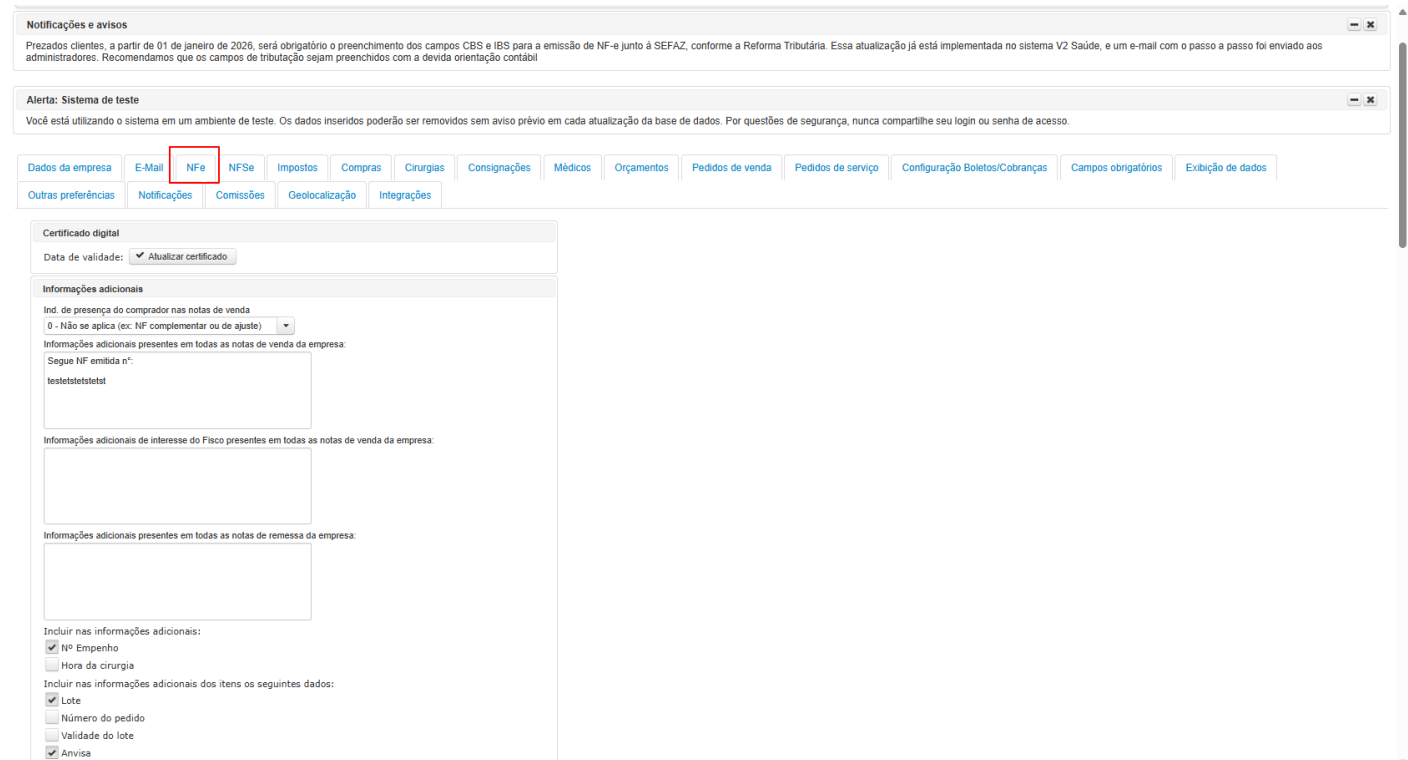 Notificações e avisos
Prezados clientes, a partir de 01 de janeiro de 2026, será obrigatório o preenchimento dos campos CBS e IBS para a emissão de NF-e junto á SEFAZ, conforme a Reforma Tributária. Essa atualização já está implementada no sistema V2 Saúde, e um e-mail com o passo a passo foi enviado aos
administradores. Recomendamos que os campos de tributação sejam preenchidos com a devida orientação contábil
Alerta: Sistema de teste
Você está utilizando o sistema em um ambiente de teste. Os dados inseridos poderão ser removidos sem aviso prévio em cada atualização da base de dados. Por questões de segurança, nunca compartilhe seu login ou senha de acesso.
Dados da empresa E-Mail NFe NFSe Impostos Compras Cirurgias Consignações Médicos Orçamentos Pedidos de venda Pedidos de serviço Configuração Boletos/Cobranças Campos obrigatórios Exibição de dados
Outras preferências Notificações Comissões Geolocalização Integrações
Certificado digital
Data de validade: Atualizar certificado
Informações adicionais
Ind. de presença do comprador nas notas de venda
0 - Não se aplica (ex: NF complementar ou de ajuste)
Informações adicionais presentes em todas as notas de venda da empresa:
Segue NF emitida n°:
testetstetstetst
Informações adicionais de interesse do Fisco presentes em todas as notas de venda da empresa:
Informações adicionais presentes em todas as notas de remessa da empresa:
Incluir nas informações adicionais:
Nº Empenho
Hora da cirurgia
Incluir nas informações adicionais dos itens os seguintes dados:
Lote
Número do pedido
Validade do lote
Anvisa